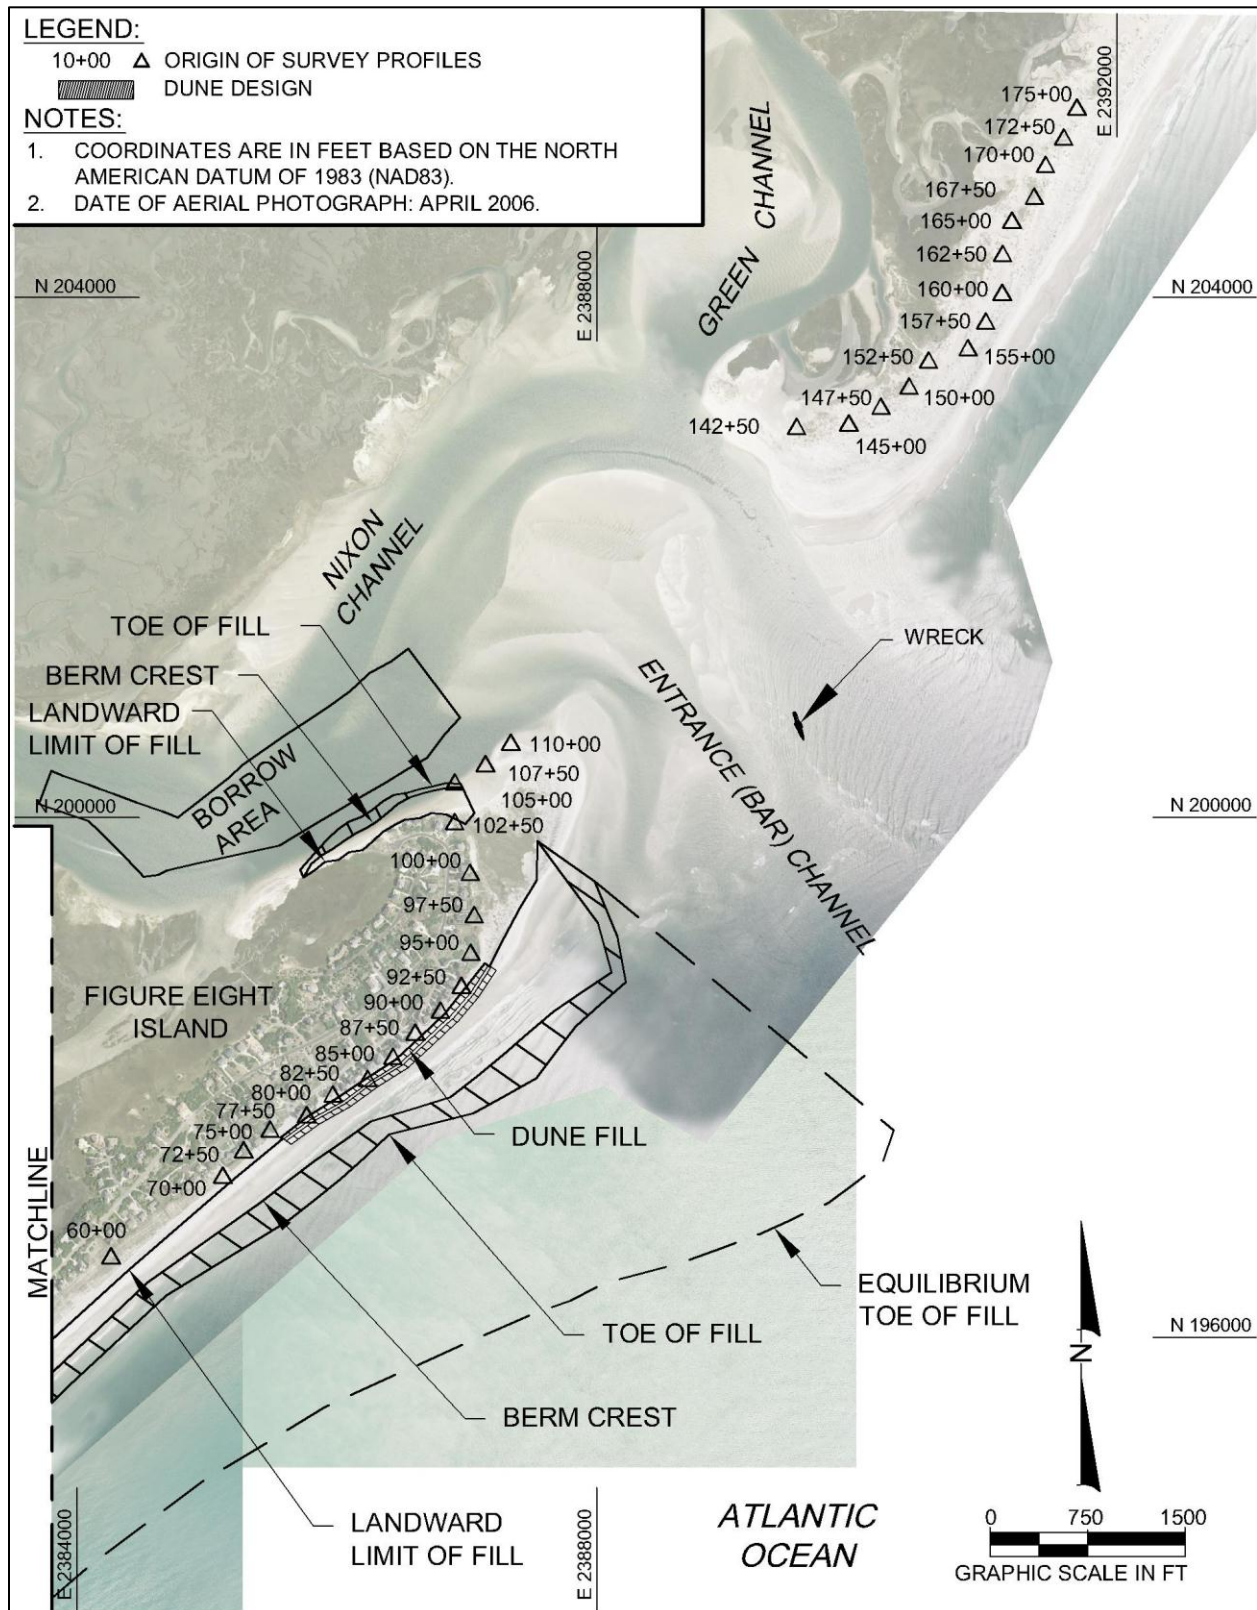 LEGEND:
10+00 △ ORIGIN OF SURVEY PROFILES
DUNE DESIGN
NOTES:
1. COORDINATES ARE IN FEET BASED ON THE NORTH
AMERICAN DATUM OF 1983 (NAD83).
2. DATE OF AERIAL PHOTOGRAPH: APRIL 2006.
E 2392000
175+00
172+50
170+00
167+50
165+00
162+50
160+00
157+50
155+00
152+50
150+00
147+50
145+00
142+50
GREEN CHANNEL
N 204000
E 2388000
N 204000
NIXON
CHANNEL
TOE OF FILL
BERM CREST
LANDWARD
LIMIT OF FILL
WRECK
ENTRANCE (BAR) CHANNEL
BORROW
AREA
N 200000
N 200000
110+00
107+50
105+00
102+50
100+00
97+50
95+00
92+50
90+00
87+50
85+00
82+50
80+00
77+50
75+00
72+50
70+00
60+00
FIGURE EIGHT
ISLAND
MATCHLINE
DUNE FILL
EQUILIBRIUM
TOE OF FILL
TOE OF FILL
BERM CREST
LANDWARD
LIMIT OF FILL
N 196000
N
E 2384000
E 2388000
ATLANTIC
OCEAN
0 750 1500
GRAPHIC SCALE IN FT